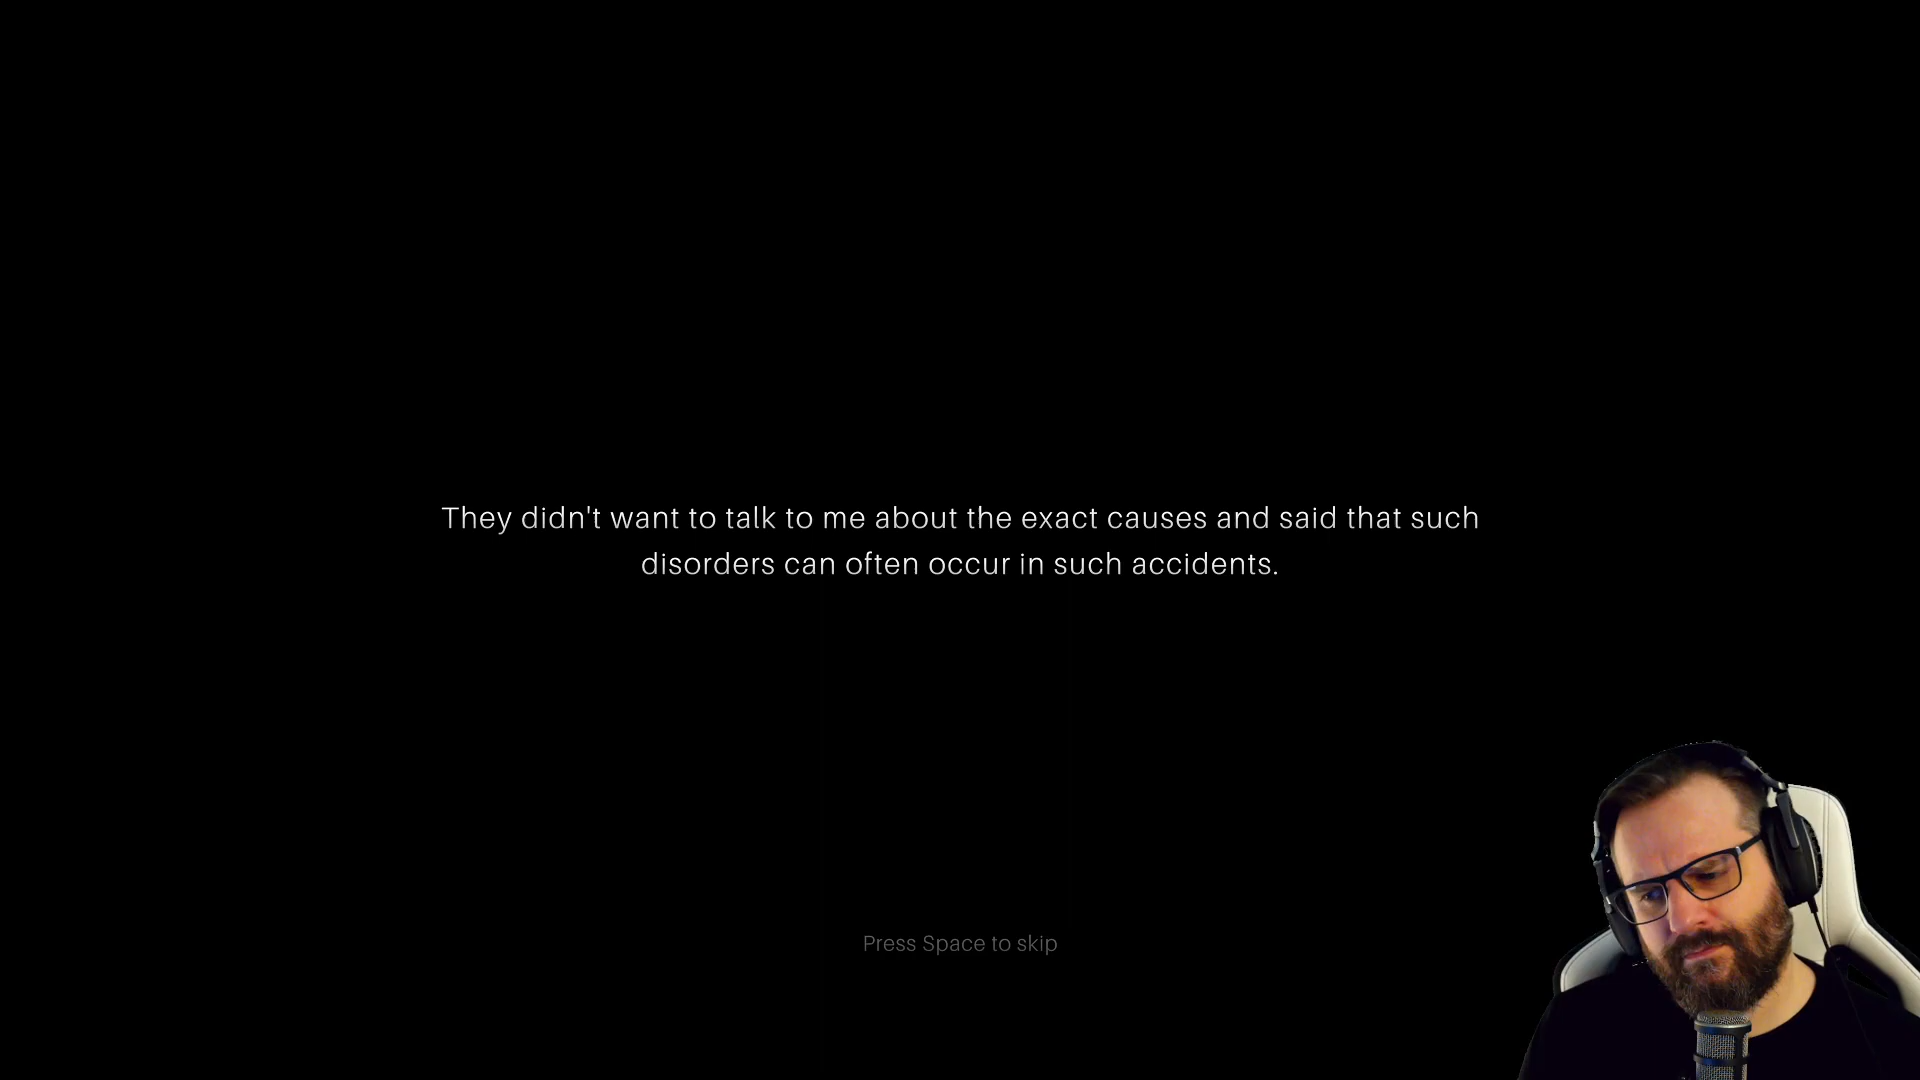 They didn't want to talk to me about the exact causes and said that such
disorders can often occur in such accidents.
Press Space to skip